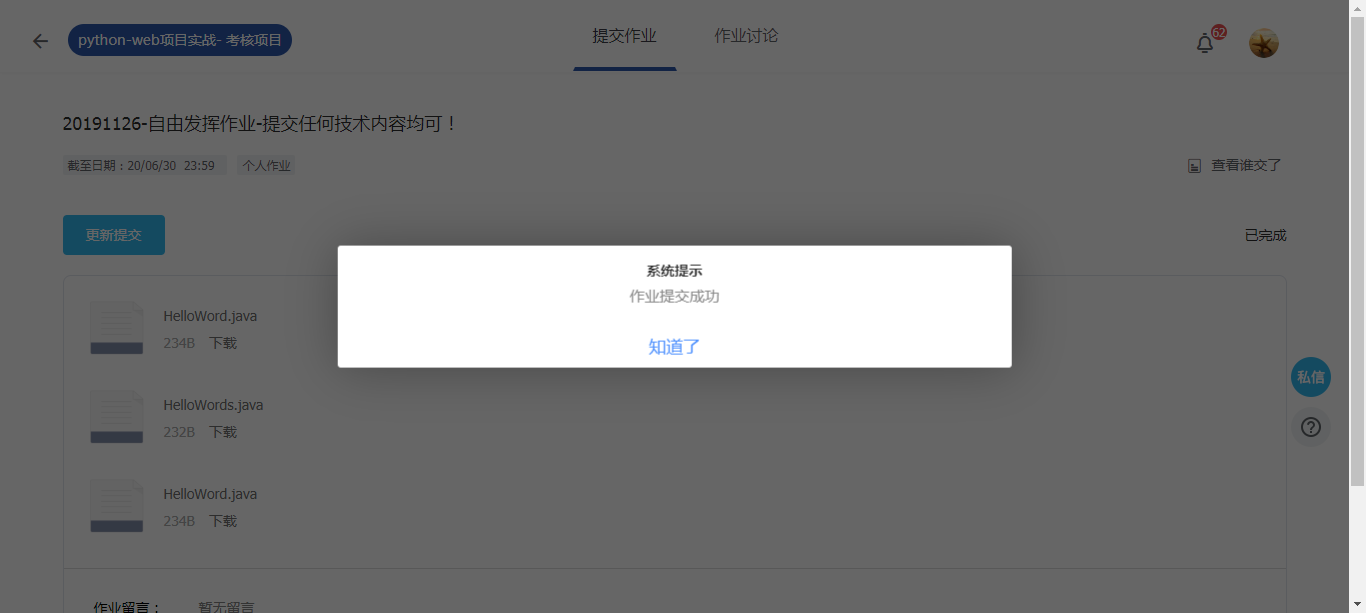 python-web项目实战- 考核项目
提交作业
作业讨论
62
20191126-自由发挥作业-提交任何技术内容均可！
截至日期：20/06/30 23:59
个人作业
查看谁交了
更新提交
已完成
系统提示
作业提交成功
知道了
HelloWord.java
234B 下载
HelloWords.java
232B 下载
HelloWord.java
234B 下载
私信
作业留言： 暂无留言